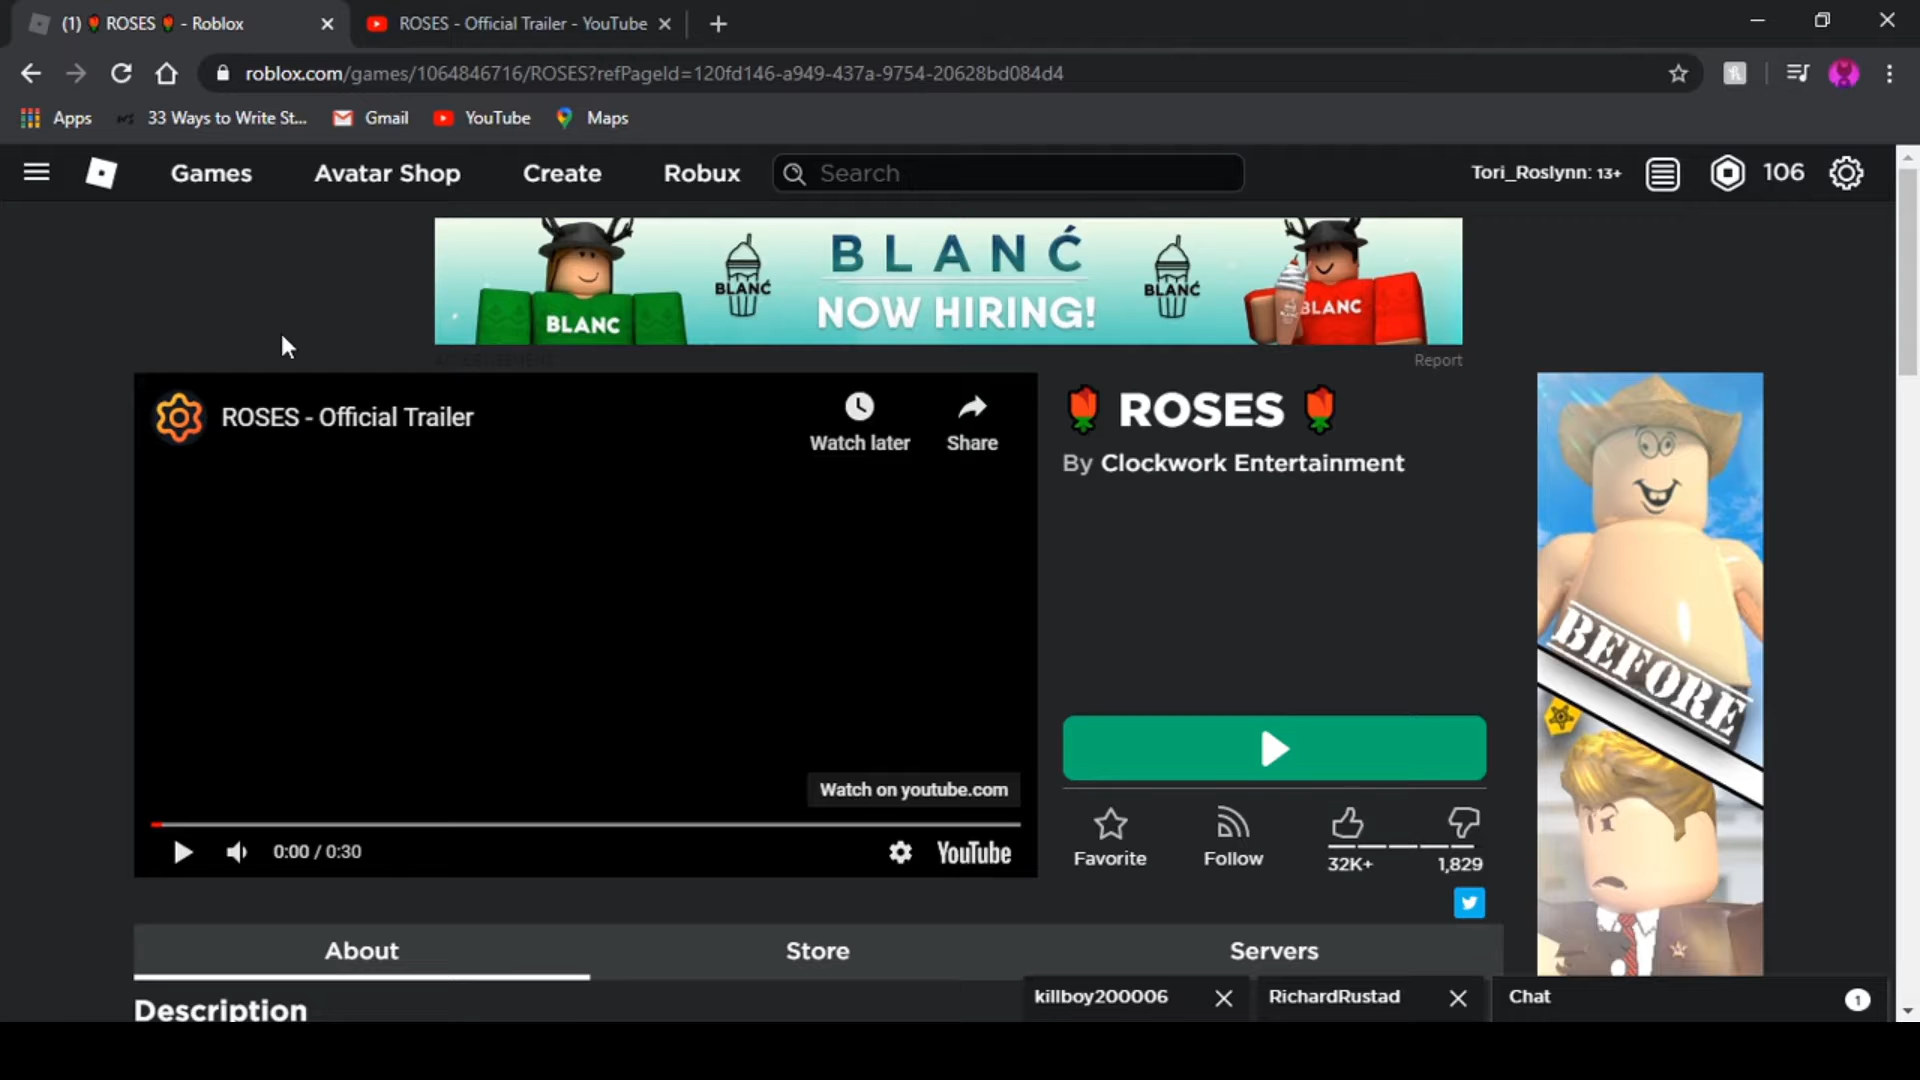 (1) 🌹 ROSES 🌹 - Roblox
ROSES - Official Trailer - YouTube
roblox.com/games/1064846716/ROSES?refPageId=120fd146-a949-437a-9754-20628bd084d4
Apps
33 Ways to Write St...
Gmail
YouTube
Maps
Games
Avatar Shop
Create
Robux
Search
Tori_Roslynn: 13+
106
BLANC
BLANĆ
BLANĆ
NOW HIRING!
BLANĆ
BLANC
ADVERTISEMENT
Report
ROSES - Official Trailer
Watch later
Share
Watch on youtube.com
0:00 / 0:30
YouTube
🌹 ROSES 🌹
By Clockwork Entertainment
Favorite
Follow
32K+
1,829
BEFORE
About
Store
Servers
Description
killboy200006
RichardRustad
Chat
1